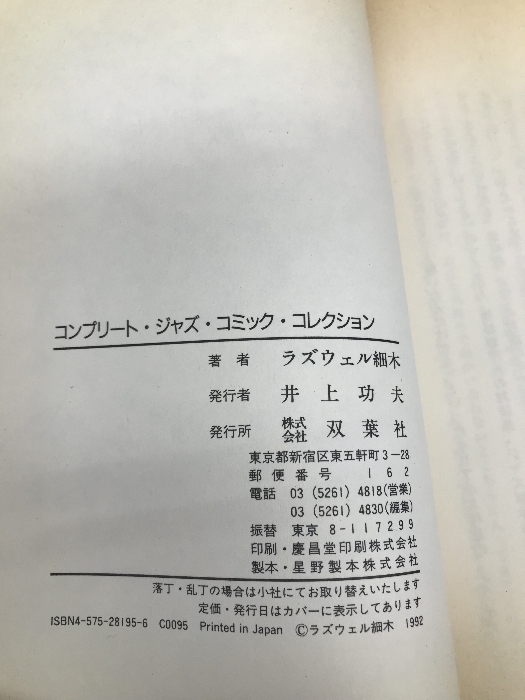 コンプリート・ジャズ・コミック・コレクション
著者 ラズウェル細木
発行者 井上功夫
発行所 株式会社 双葉社
東京都新宿区東五軒町3—28
郵便番号 162
電話 03 (5261) 4818(営業)
03 (5261) 4830(編集)
振替 東京 8-117299
印刷・慶昌堂印刷株式会社
製本・星野製本株式会社
落丁・乱丁の場合は小社にてお取り替えいたします
定価・発行日はカバーに表示してあります
ISBN4-575-28195-6 C0095 Printed in Japan ©ラズウェル細木 1992